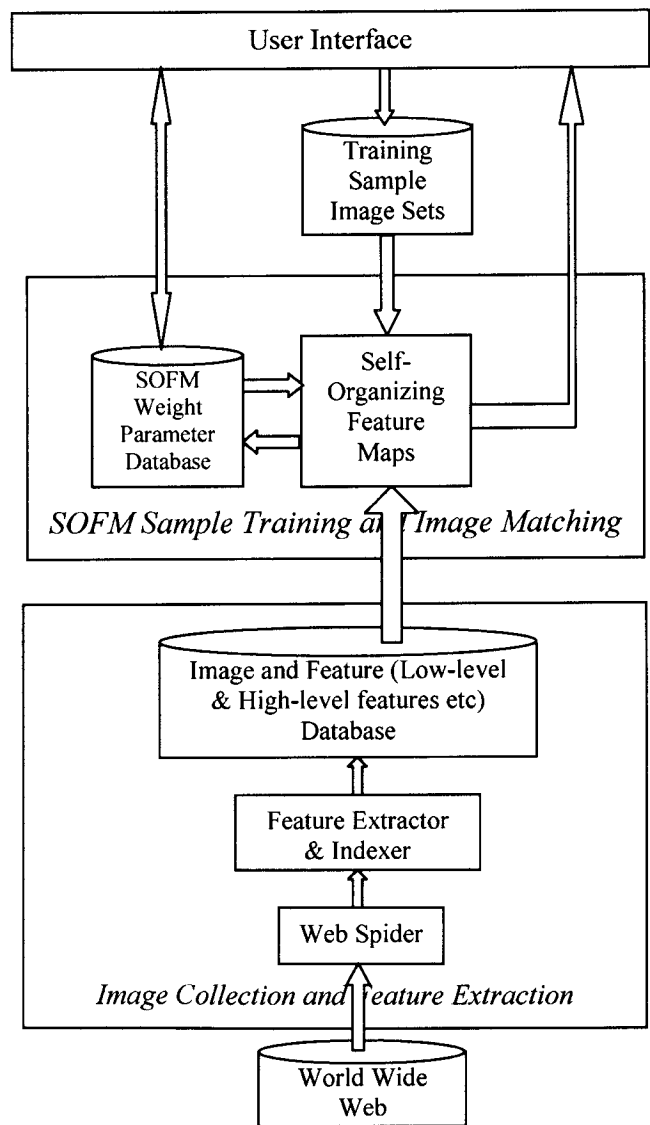 User Interface
Training
Sample
Image Sets
SOFM
Weight
Parameter
Database
Self-
Organizing
Feature
Maps
SOFM Sample Training and Image Matching
Image and Feature (Low-level
& High-level features etc)
Database
Feature Extractor
& Indexer
Web Spider
Image Collection and Feature Extraction
World Wide
Web